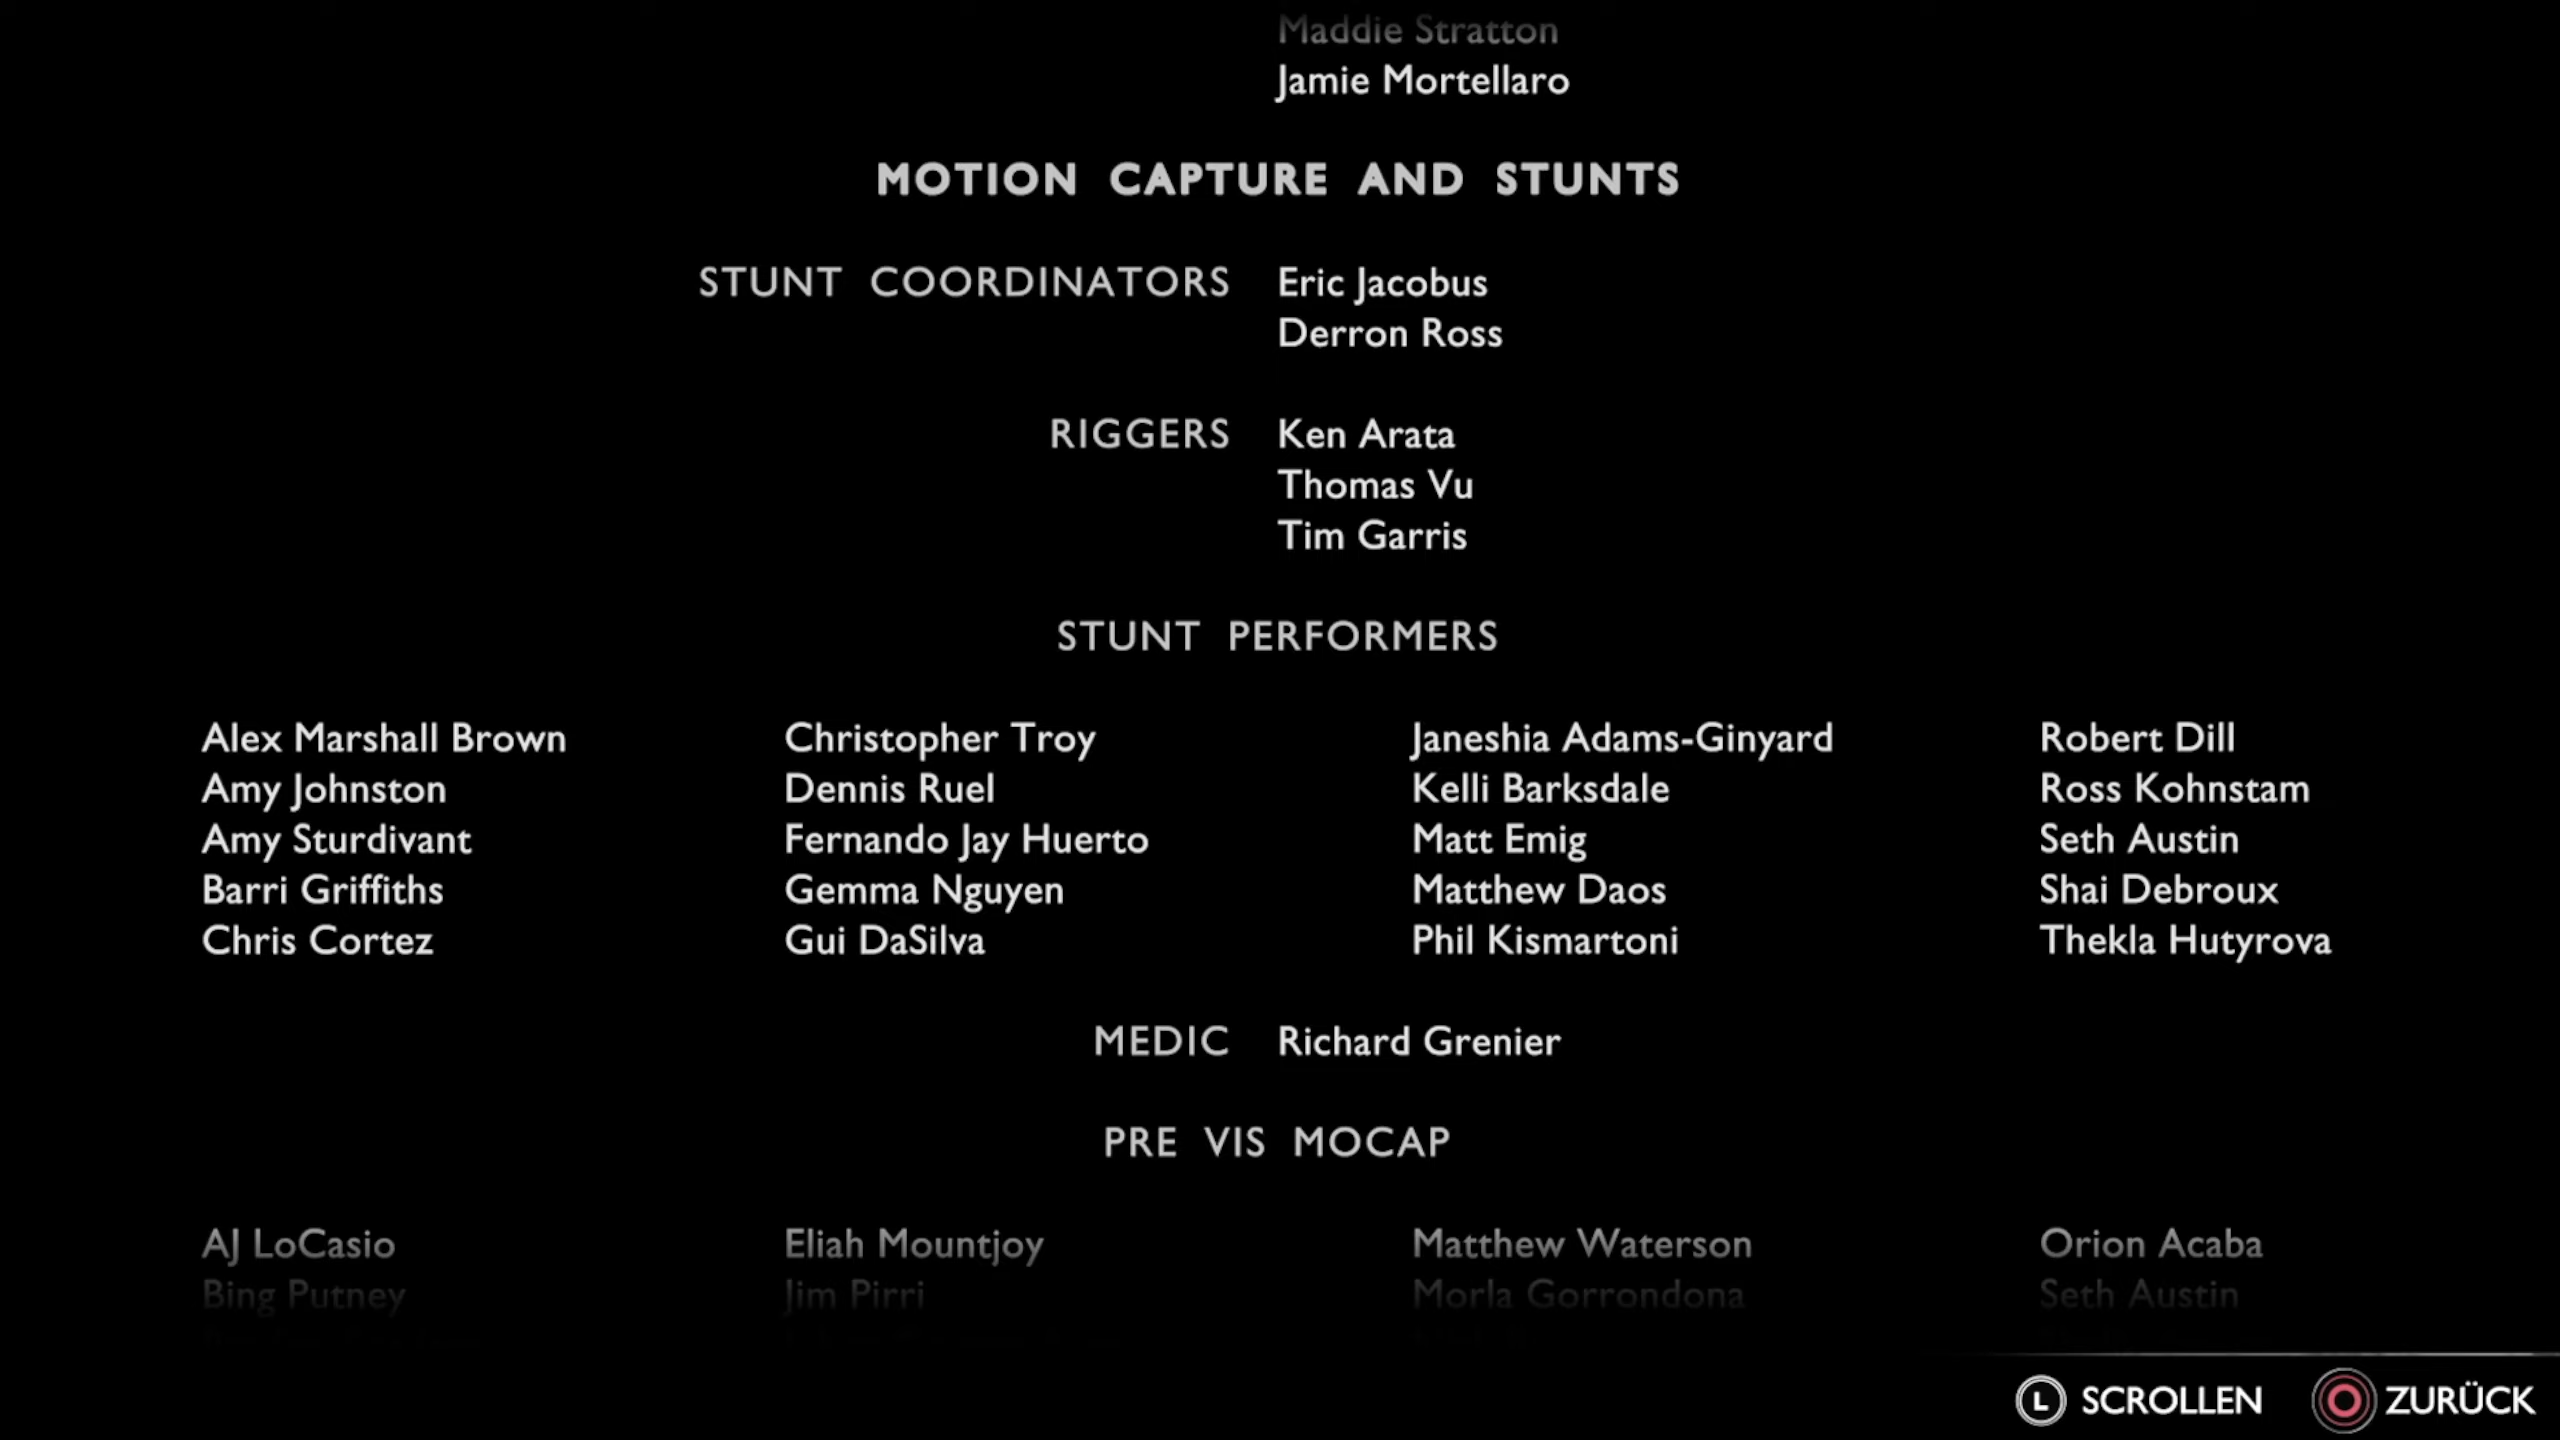 Maddie Stratton
Jamie Mortellaro
MOTION CAPTURE AND STUNTS
STUNT COORDINATORS Eric Jacobus
Derron Ross
RIGGERS Ken Arata
Thomas Vu
Tim Garris
STUNT PERFORMERS
Alex Marshall Brown Christopher Troy Janeshia Adams-Ginyard Robert Dill
Amy Johnston Dennis Ruel Kelli Barksdale Ross Kohnstam
Amy Sturdivant Fernando Jay Huerto Matt Emig Seth Austin
Barri Griffiths Gemma Nguyen Matthew Daos Shai Debroux
Chris Cortez Gui DaSilva Phil Kismartoni Thekla Hutyrova
MEDIC Richard Grenier
PRE VIS MOCAP
AJ LoCasio Eliah Mountjoy Matthew Waterson Orion Acaba
Bing Putney Jim Pirri Morla Gorrondona Seth Austin
L SCROLLEN ZURÜCK